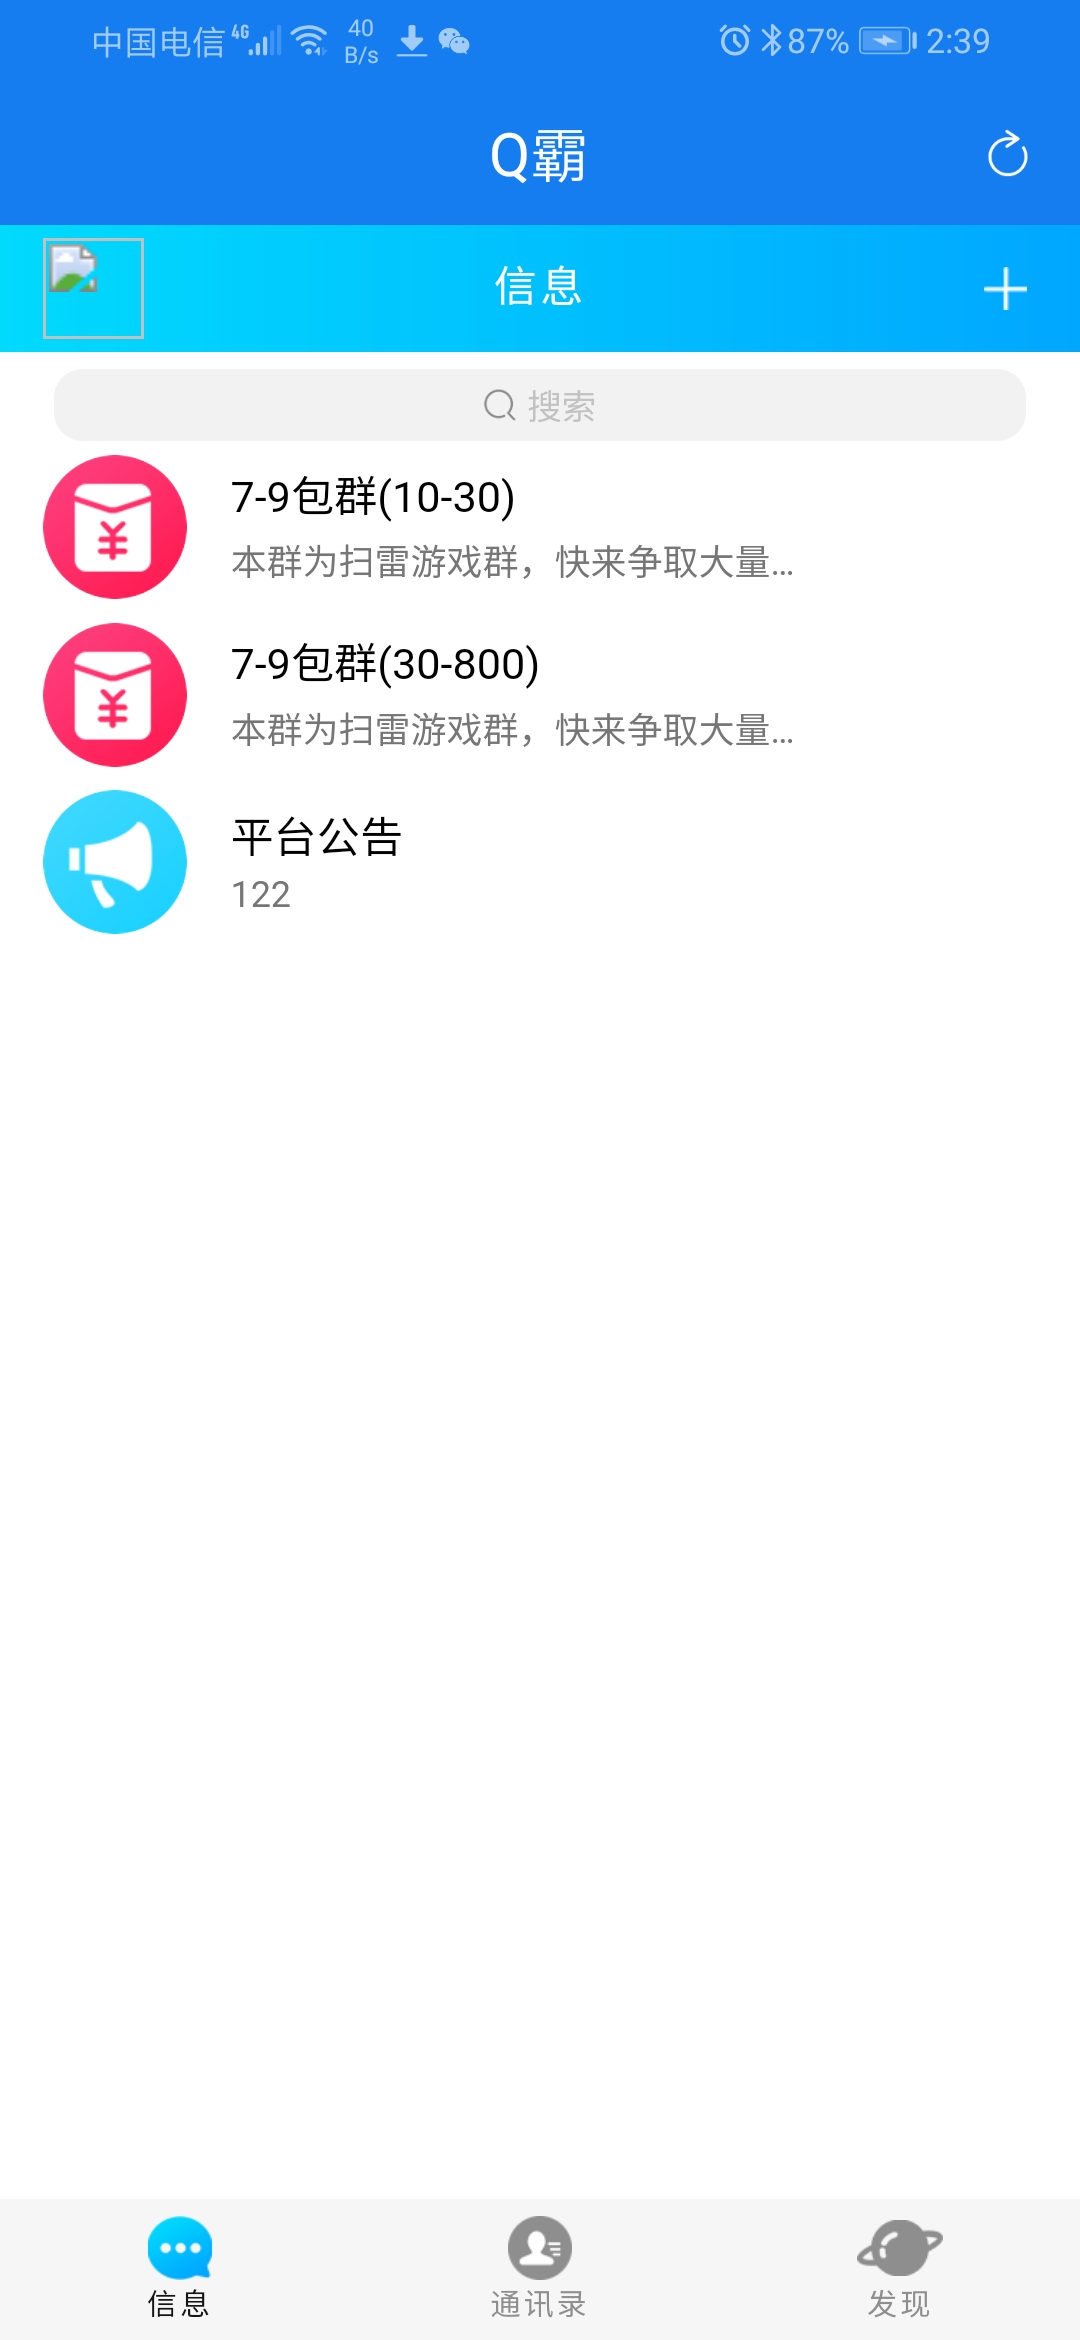 中国电信 4G 40 B/s 87% 2:39
Q霸
信息
搜索
7-9包群(10-30)
本群为扫雷游戏群，快来争取大量...
7-9包群(30-800)
本群为扫雷游戏群，快来争取大量...
平台公告
122
信息 通讯录 发现